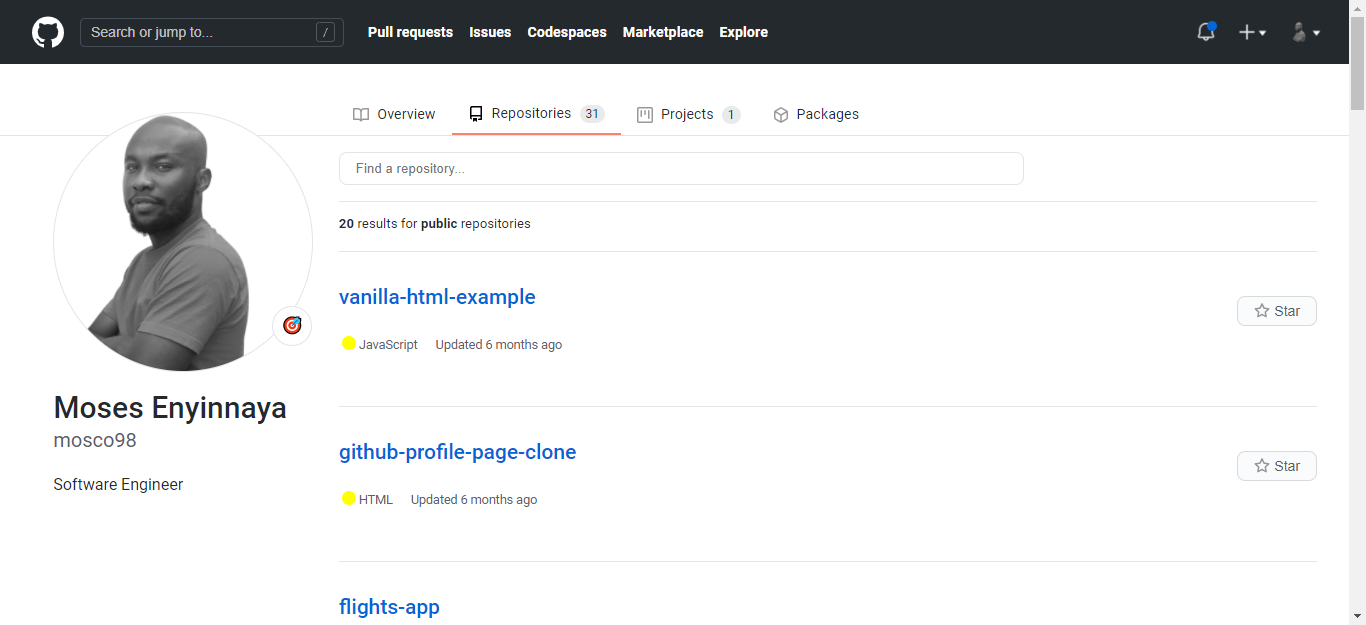 Search or jump to... /
Pull requests Issues Codespaces Marketplace Explore
Overview Repositories 31 Projects 1 Packages
Find a repository...
20 results for public repositories
vanilla-html-example
Star
JavaScript Updated 6 months ago
Moses Enyinnaya
mosco98
Software Engineer
github-profile-page-clone
Star
HTML Updated 6 months ago
flights-app